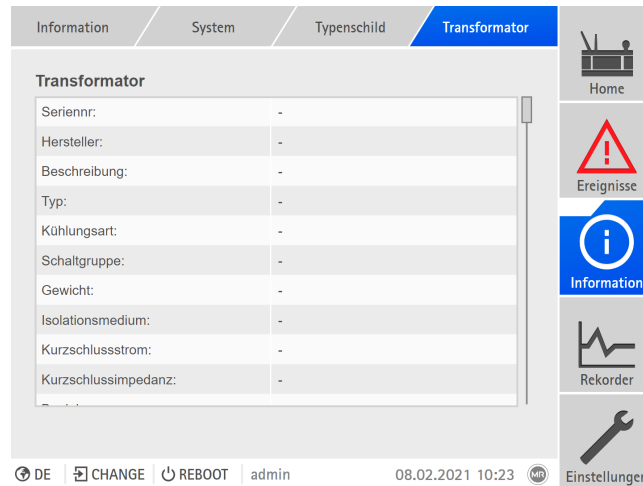 Information
System
Typenschild
Transformator
Transformator
Seriennr: -
Hersteller: -
Beschreibung: -
Typ: -
Kühlungsart: -
Schaltgruppe: -
Gewicht: -
Isolationsmedium: -
Kurzschlussstrom: -
Kurzschlussimpedanz: -
Home
Ereignisse
Information
Rekorder
Einstellungen
DE
CHANGE
REBOOT
admin
08.02.2021 10:23
MR